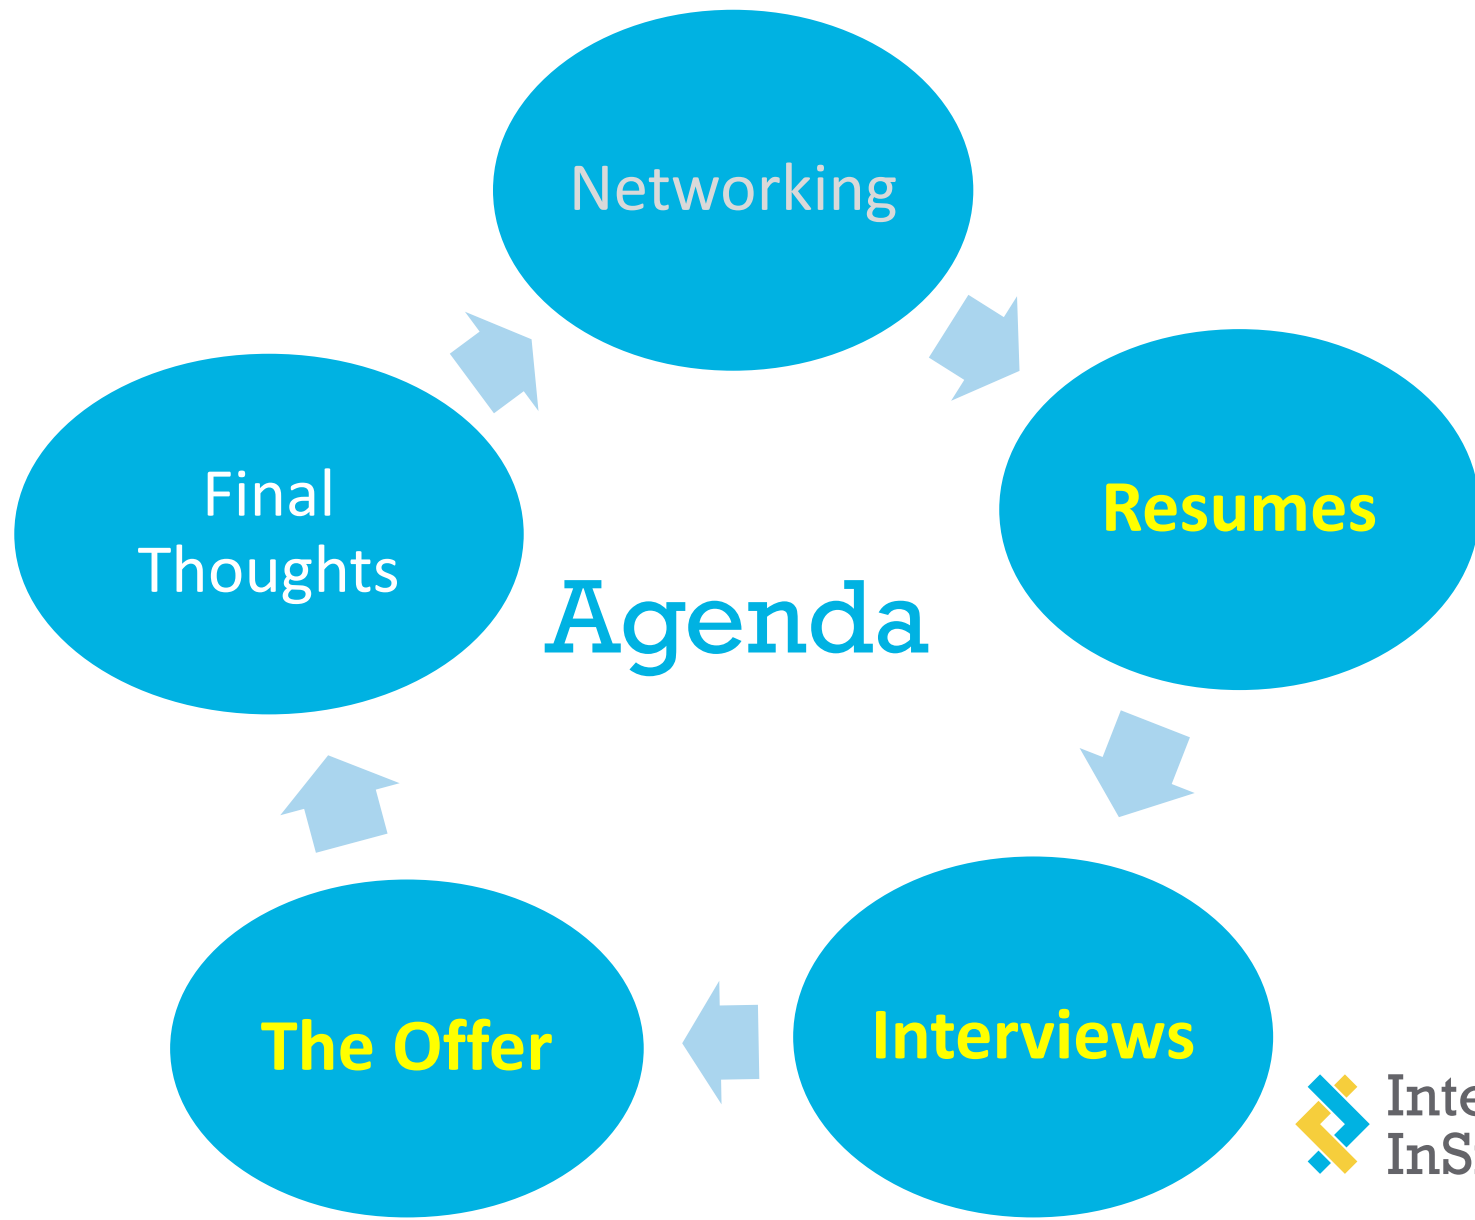 Networking
Resumes
Interviews
The Offer
Final
Thoughts
Agenda